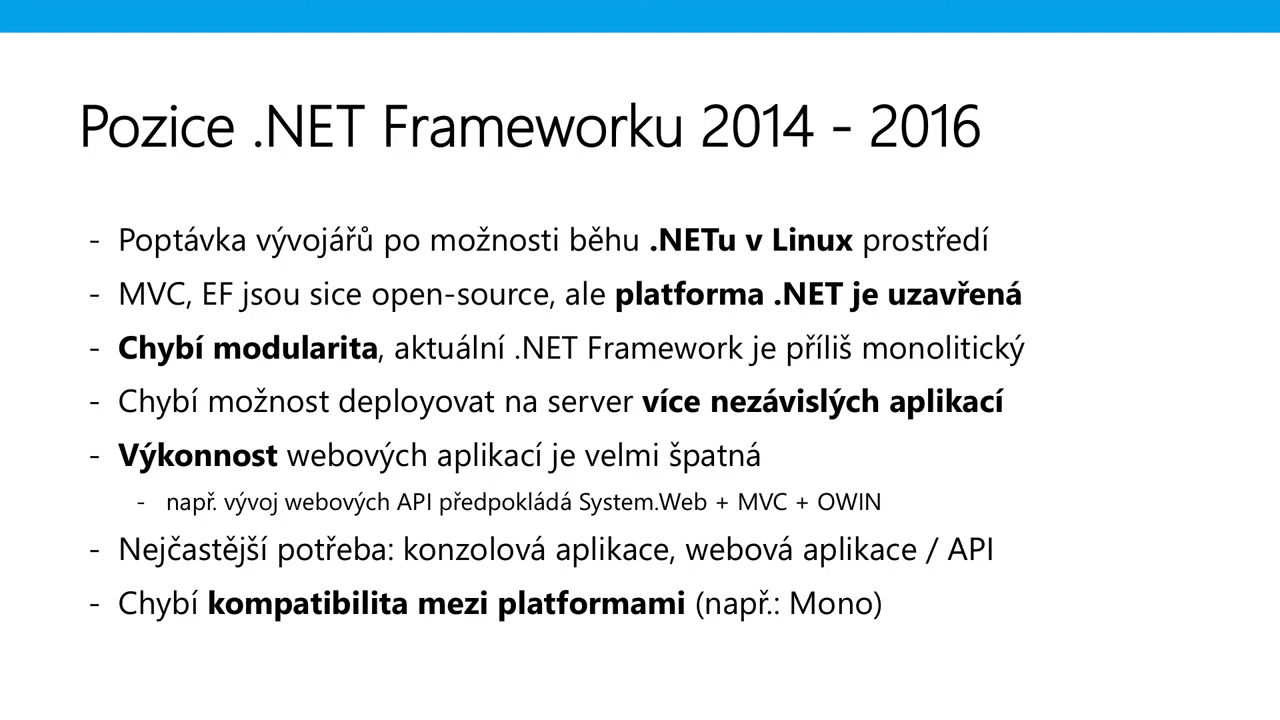 Pozice .NET Frameworku 2014 - 2016
- Poptávka vývojářů po možnosti běhu .NETu v Linux prostředí
- MVC, EF jsou sice open-source, ale platforma .NET je uzavřená
- Chybí modularita, aktuální .NET Framework je příliš monolitický
- Chybí možnost deployovat na server více nezávislých aplikací
- Výkonnost webových aplikací je velmi špatná
- např. vývoj webových API předpokládá System.Web + MVC + OWIN
- Nejčastější potřeba: konzolová aplikace, webová aplikace / API
- Chybí kompatibilita mezi platformami (např.: Mono)